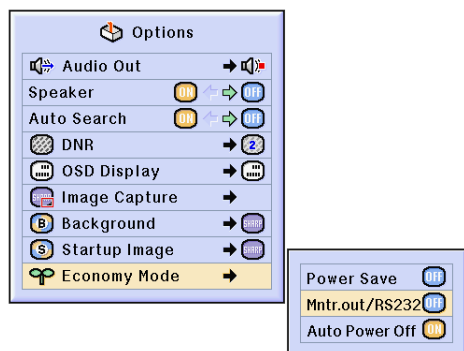 Options
Audio Out
Speaker ON OFF
Auto Search ON OFF
DNR 2
OSD Display
Image Capture
B Background SHARP
S Startup Image SHARP
Economy Mode
Power Save OFF
Mntr.out/RS232 OFF
Auto Power Off ON